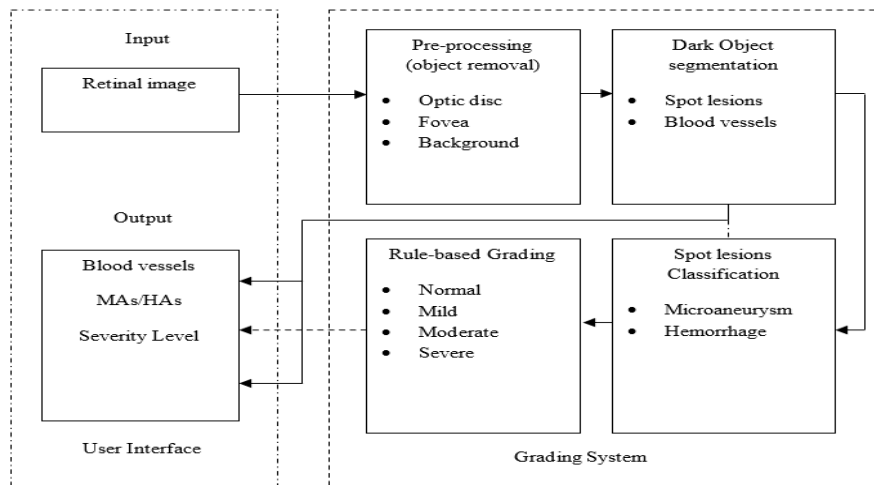 Input
Retinal image
Output
Blood vessels
MAs/HAs
Severity Level
User Interface
Pre-processing
(object removal)
• Optic disc
• Fovea
• Background
Dark Object
segmentation
• Spot lesions
• Blood vessels
Rule-based Grading
• Normal
• Mild
• Moderate
• Severe
Spot lesions
Classification
• Microaneurysm
• Hemorrhage
Grading System